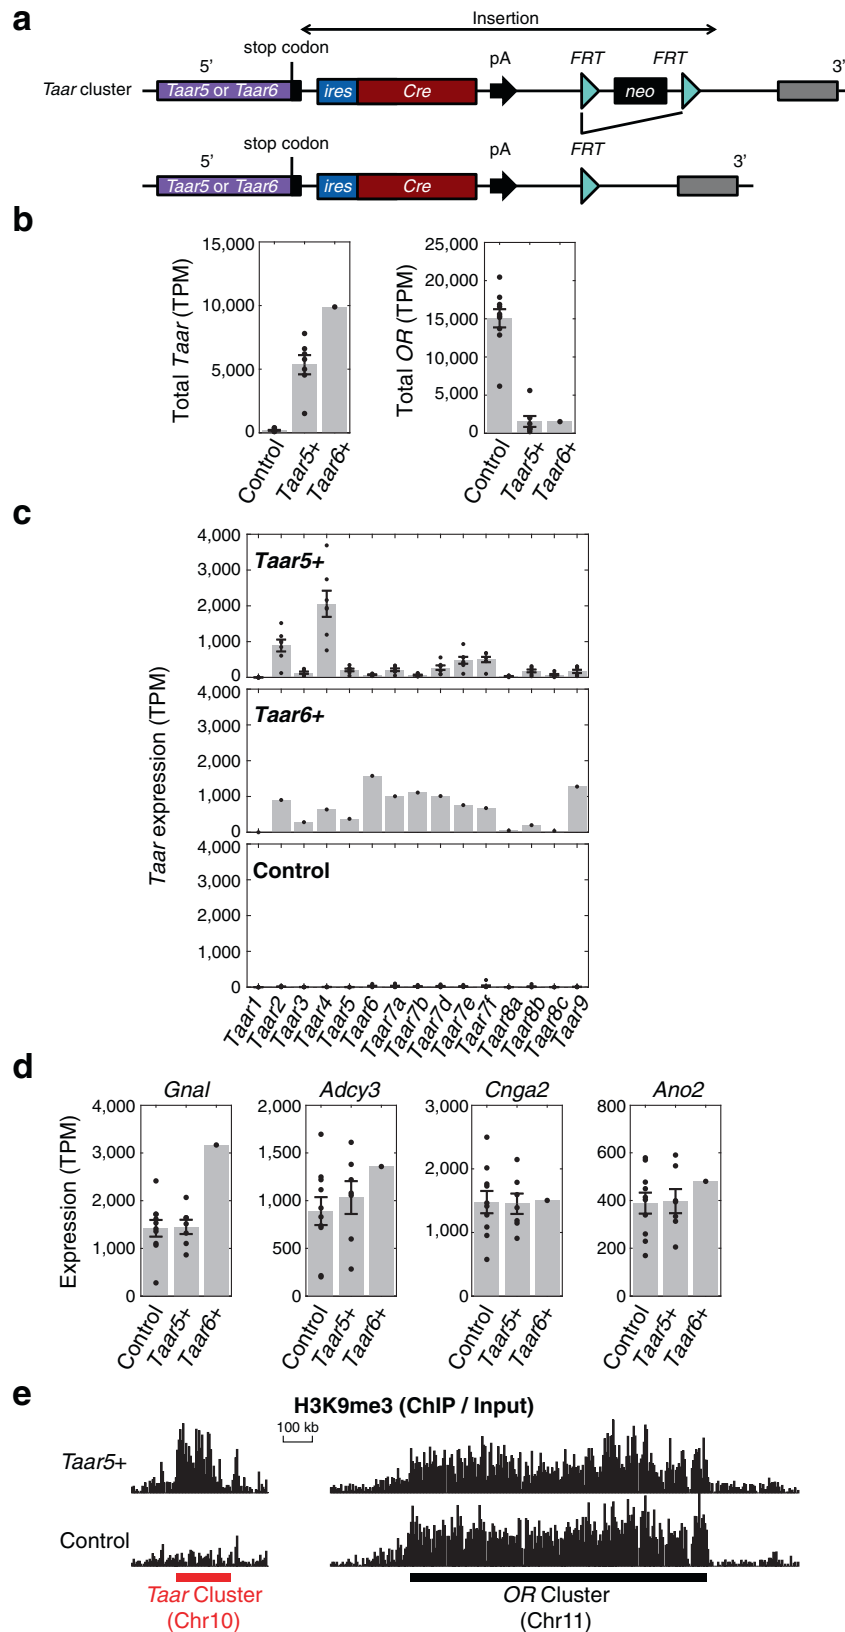 a
Insertion
stop codon
5’
pA
FRT
FRT
3’
Taar cluster
Taar5 or Taar6
ires
Cre
neo
stop codon
5’
pA
FRT
3’
Taar5 or Taar6
ires
Cre
b
Total Taar (TPM)
15,000
10,000
5,000
0
Control
Taar5+
Taar6+
Total OR (TPM)
25,000
20,000
15,000
10,000
5,000
0
Control
Taar5+
Taar6+
c
Taar expression (TPM)
4,000
3,000
2,000
1,000
0
Taar5+
4,000
3,000
2,000
1,000
0
Taar6+
4,000
3,000
2,000
1,000
0
Control
Taar1
Taar2
Taar3
Taar4
Taar5
Taar6
Taar7a
Taar7b
Taar7d
Taar7e
Taar7f
Taar8a
Taar8b
Taar8c
Taar9
d
Expression (TPM)
Gnal
4,000
3,000
2,000
1,000
0
Control
Taar5+
Taar6+
Adcy3
2,000
1,500
1,000
500
0
Control
Taar5+
Taar6+
Cnga2
3,000
2,000
1,000
0
Control
Taar5+
Taar6+
Ano2
800
600
400
200
0
Control
Taar5+
Taar6+
e
H3K9me3 (ChIP / Input)
100 kb
Taar5+
Control
Taar Cluster
(Chr10)
OR Cluster
(Chr11)